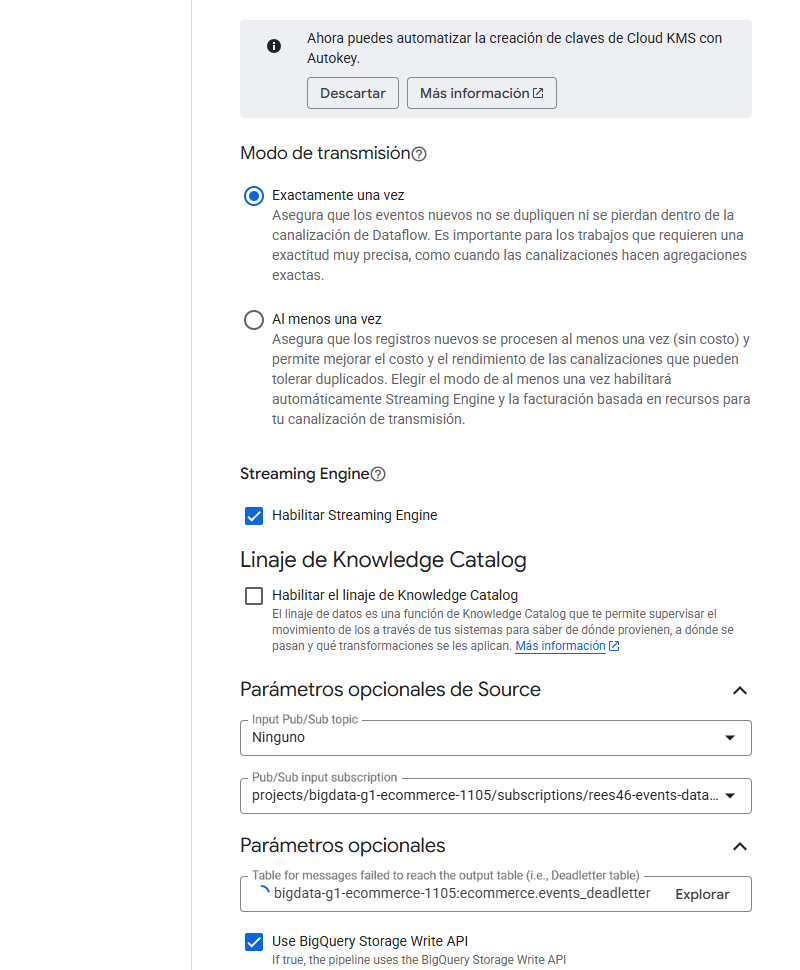 Ahora puedes automatizar la creación de claves de Cloud KMS con
Autokey.
Descartar
Más información
Modo de transmisión
Exactamente una vez
Asegura que los eventos nuevos no se dupliquen ni se pierdan dentro de la
canalización de Dataflow. Es importante para los trabajos que requieren una
exactitud muy precisa, como cuando las canalizaciones hacen agregaciones
exactas.
Al menos una vez
Asegura que los registros nuevos se procesen al menos una vez (sin costo) y
permite mejorar el costo y el rendimiento de las canalizaciones que pueden
tolerar duplicados. Elegir el modo de al menos una vez habilitará
automáticamente Streaming Engine y la facturación basada en recursos para
tu canalización de transmisión.
Streaming Engine
Habilitar Streaming Engine
Linaje de Knowledge Catalog
Habilitar el linaje de Knowledge Catalog
El linaje de datos es una función de Knowledge Catalog que te permite supervisar el
movimiento de los a través de tus sistemas para saber de dónde provienen, a dónde se
pasan y qué transformaciones se les aplican. Más información
Parámetros opcionales de Source
Input Pub/Sub topic
Ninguno
Pub/Sub input subscription
projects/bigdata-g1-ecommerce-1105/subscriptions/rees46-events-data...
Parámetros opcionales
Table for messages failed to reach the output table (i.e., Deadletter table)
bigdata-g1-ecommerce-1105:ecommerce.events_deadletter
Explorar
Use BigQuery Storage Write API
If true, the pipeline uses the BigQuery Storage Write API